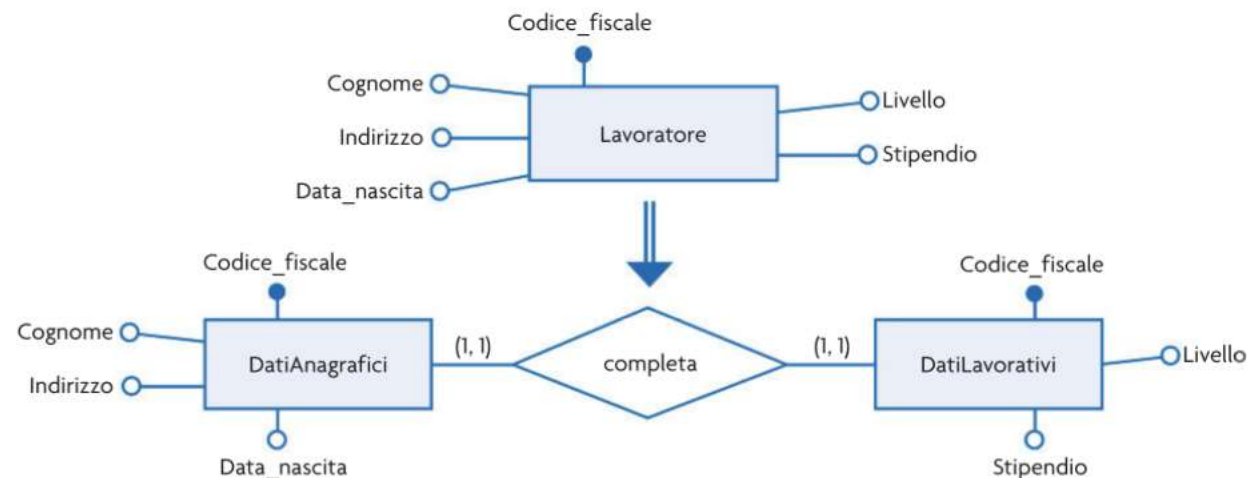 Codice_fiscale
Cognome
Livello
Indirizzo
Lavoratore
Stipendio
Data_nascita
Codice_fiscale
Codice_fiscale
Cognome
(1, 1)
(1, 1)
Livello
DatiAnagrafici
completa
DatiLavorativi
Indirizzo
Data_nascita
Stipendio